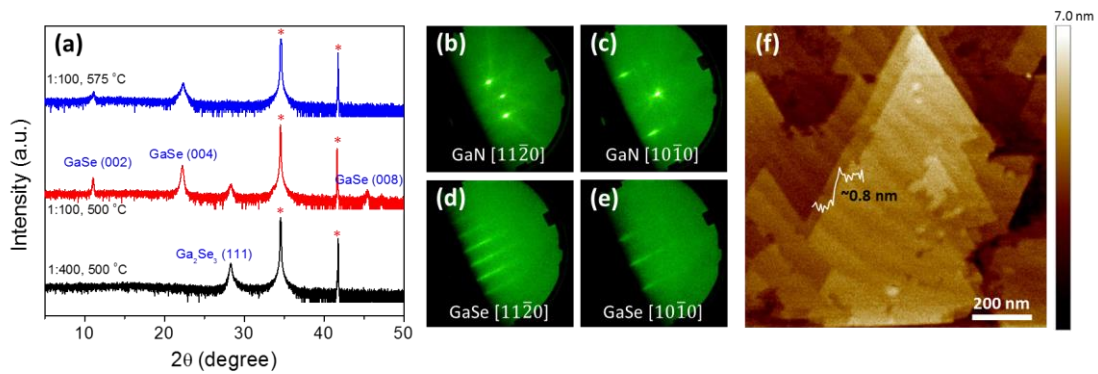 (a)
Intensity (a.u.)
1:100, 575 °C
*
*
GaSe (002)
GaSe (004)
*
*
GaSe (008)
1:100, 500 °C
Ga₂Se₃ (111)
*
*
1:400, 500 °C
10 20 30 40 50
2θ (degree)
(b)
GaN [112̄0]
(c)
GaN [101̄0]
(d)
GaSe [112̄0]
(e)
GaSe [101̄0]
(f)
~0.8 nm
200 nm
7.0 nm